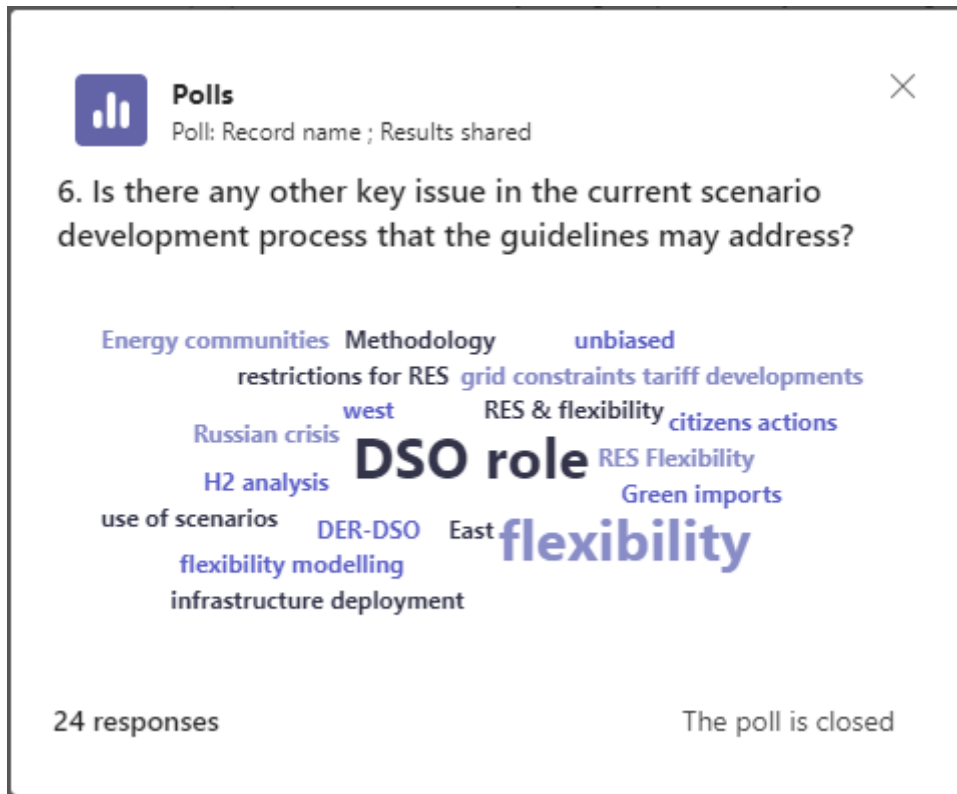 Polls
Poll: Record name ; Results shared
6. Is there any other key issue in the current scenario
development process that the guidelines may address?
Energy communities Methodology unbiased
restrictions for RES grid constraints tariff developments
west RES & flexibility citizens actions
Russian crisis DSO role RES Flexibility
H2 analysis Green imports
use of scenarios DER-DSO East flexibility
flexibility modelling
infrastructure deployment
24 responses The poll is closed